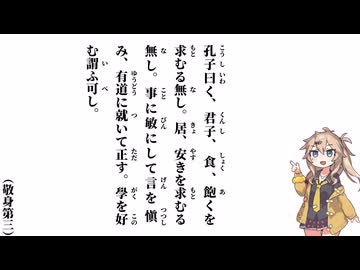 孔子曰く、君子、食、飽くを
求むる無し。居、安きを求むる
無し。事に敏にして言を愼
み、有道に就いて正す。學を好
む謂ふ可し。
(敬身第三)